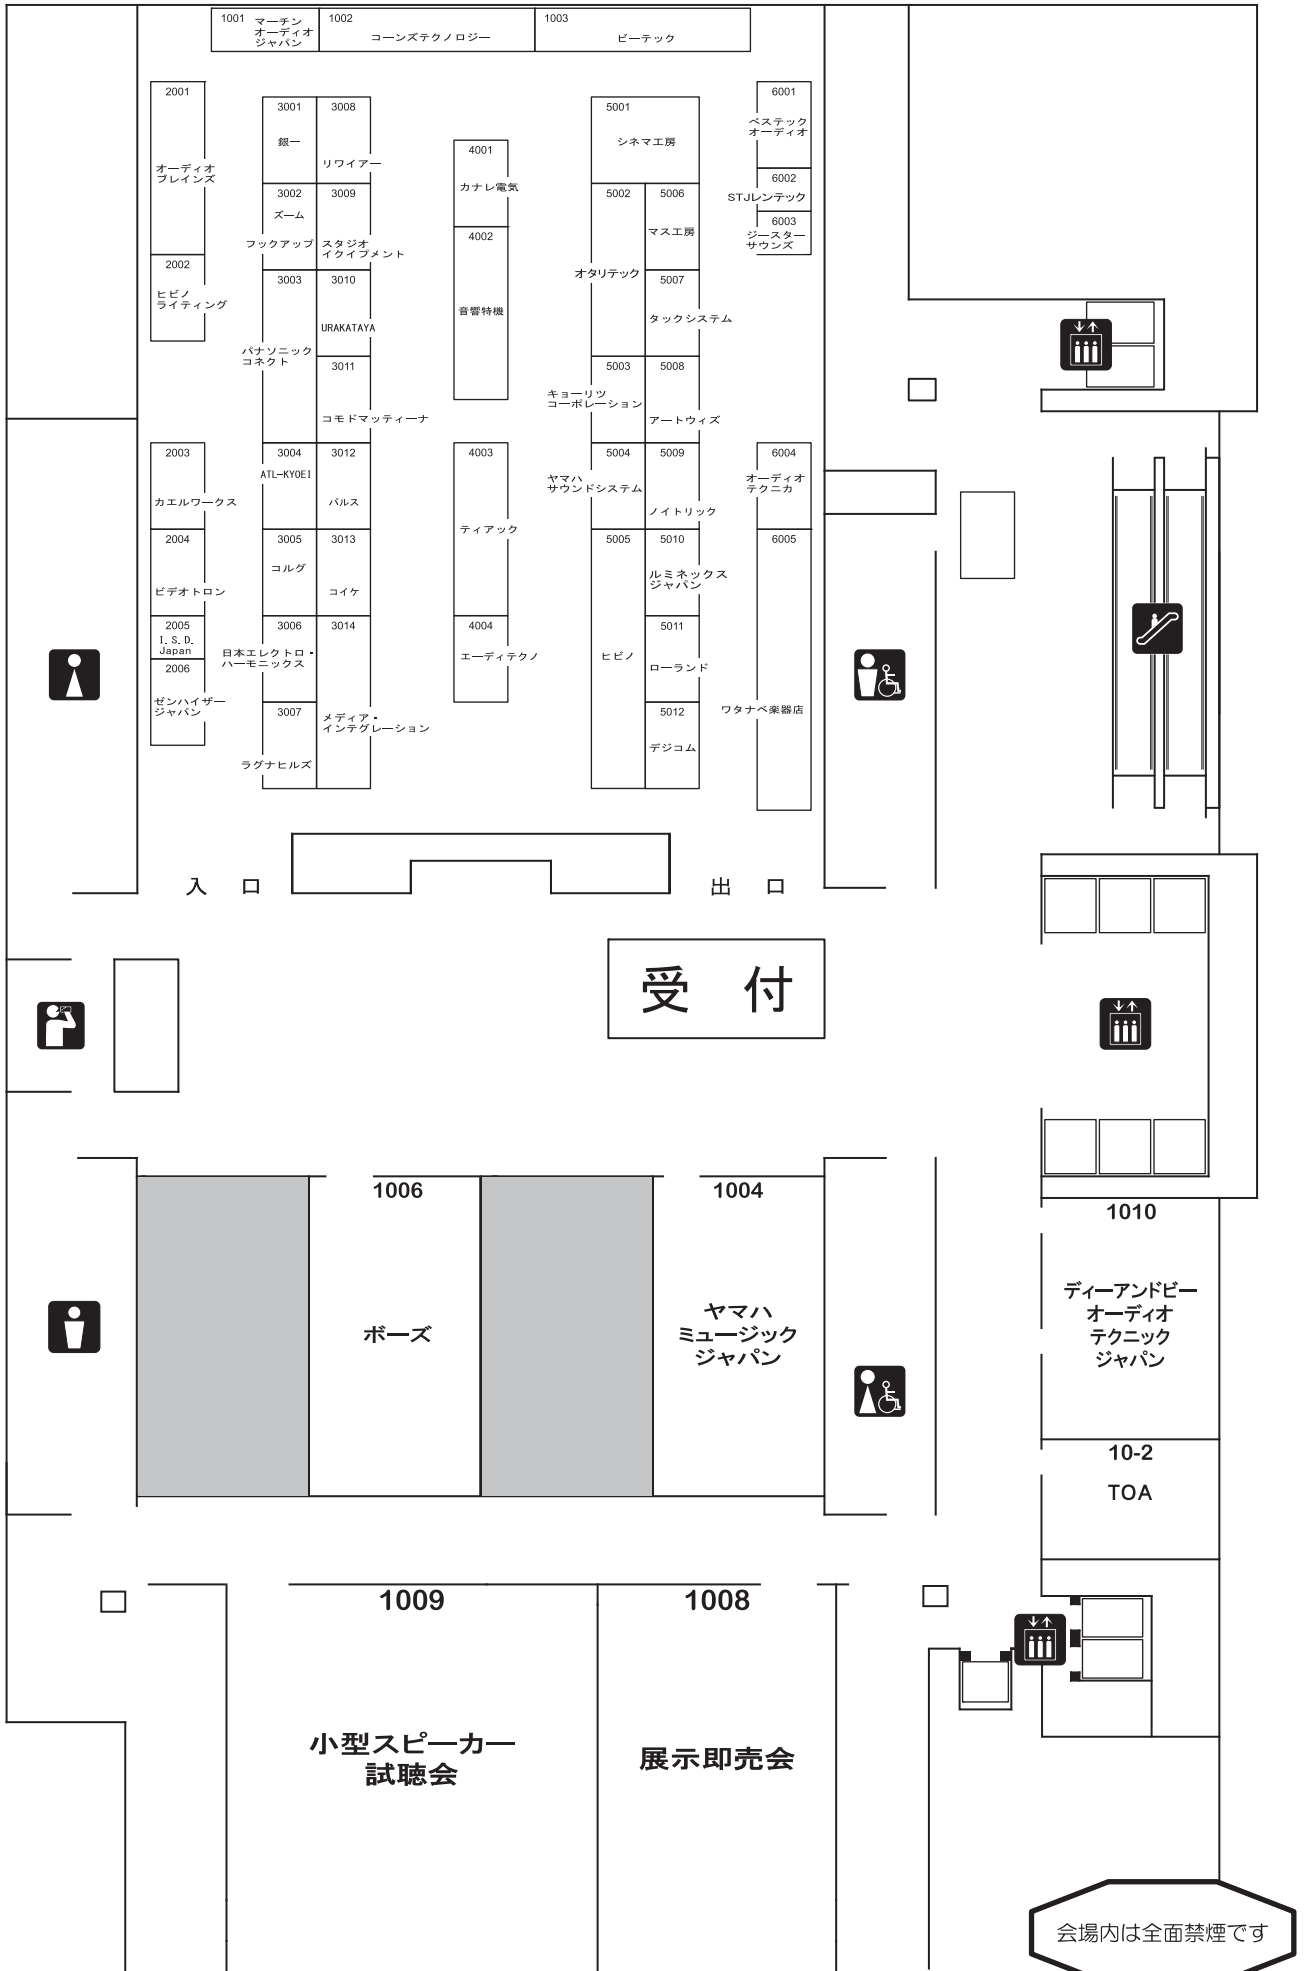 1001
マーチン
オーディオ
ジャパン
1002
コーンズテクノロジー
1003
ビーテック
2001
オーディオ
ブレインズ
2002
ヒビノ
ライティング
2003
カエルワークス
2004
ビデオトロン
2005
I.S.D.
Japan
2006
ゼンハイザー
ジャパン
3001
銀一
3002
ズーム
フックアップ
3003
パナソニック
コネクト
3004
ATL-KYOEI
3005
コルグ
3006
日本エレクトロ・
ハーモニックス
3007
ラグナヒルズ
3008
リワイアー
3009
スタジオ
イクイプメント
3010
URAKATAYA
3011
コモドマッティーナ
3012
パルス
3013
コイケ
3014
メディア・
インテグレーション
4001
カナレ電気
4002
音響特機
4003
ティアック
4004
エーディテクノ
5001
シネマ工房
5002
オタリテック
5003
キョーリツ
コーポレーション
5004
ヤマハ
サウンドシステム
5005
ヒビノ
5006
マス工房
5007
タックシステム
5008
アートウィズ
5009
ノイトリック
5010
ルミネックス
ジャパン
5011
ローランド
5012
デジコム
6001
ベステック
オーディオ
6002
STJレンテック
6003
ジースター
サウンズ
6004
オーディオ
テクニカ
6005
ワタナベ楽器店
入 口
出 口
受 付
1006
ボーズ
1004
ヤマハ
ミュージック
ジャパン
1010
ディーアンドビー
オーディオ
テクニック
ジャパン
10-2
TOA
1009
小型スピーカー
試聴会
1008
展示即売会
会場内は全面禁煙です